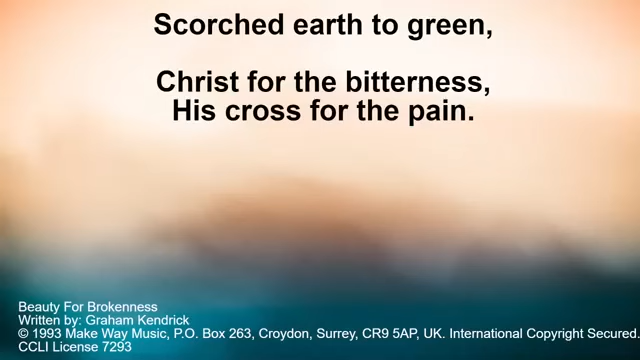 Scorched earth to green,
Christ for the bitterness,
His cross for the pain.
Beauty For Brokenness
Written by: Graham Kendrick
© 1993 Make Way Music, P.O. Box 263, Croydon, Surrey, CR9 5AP, UK. International Copyright Secured.
CCLI License 7293